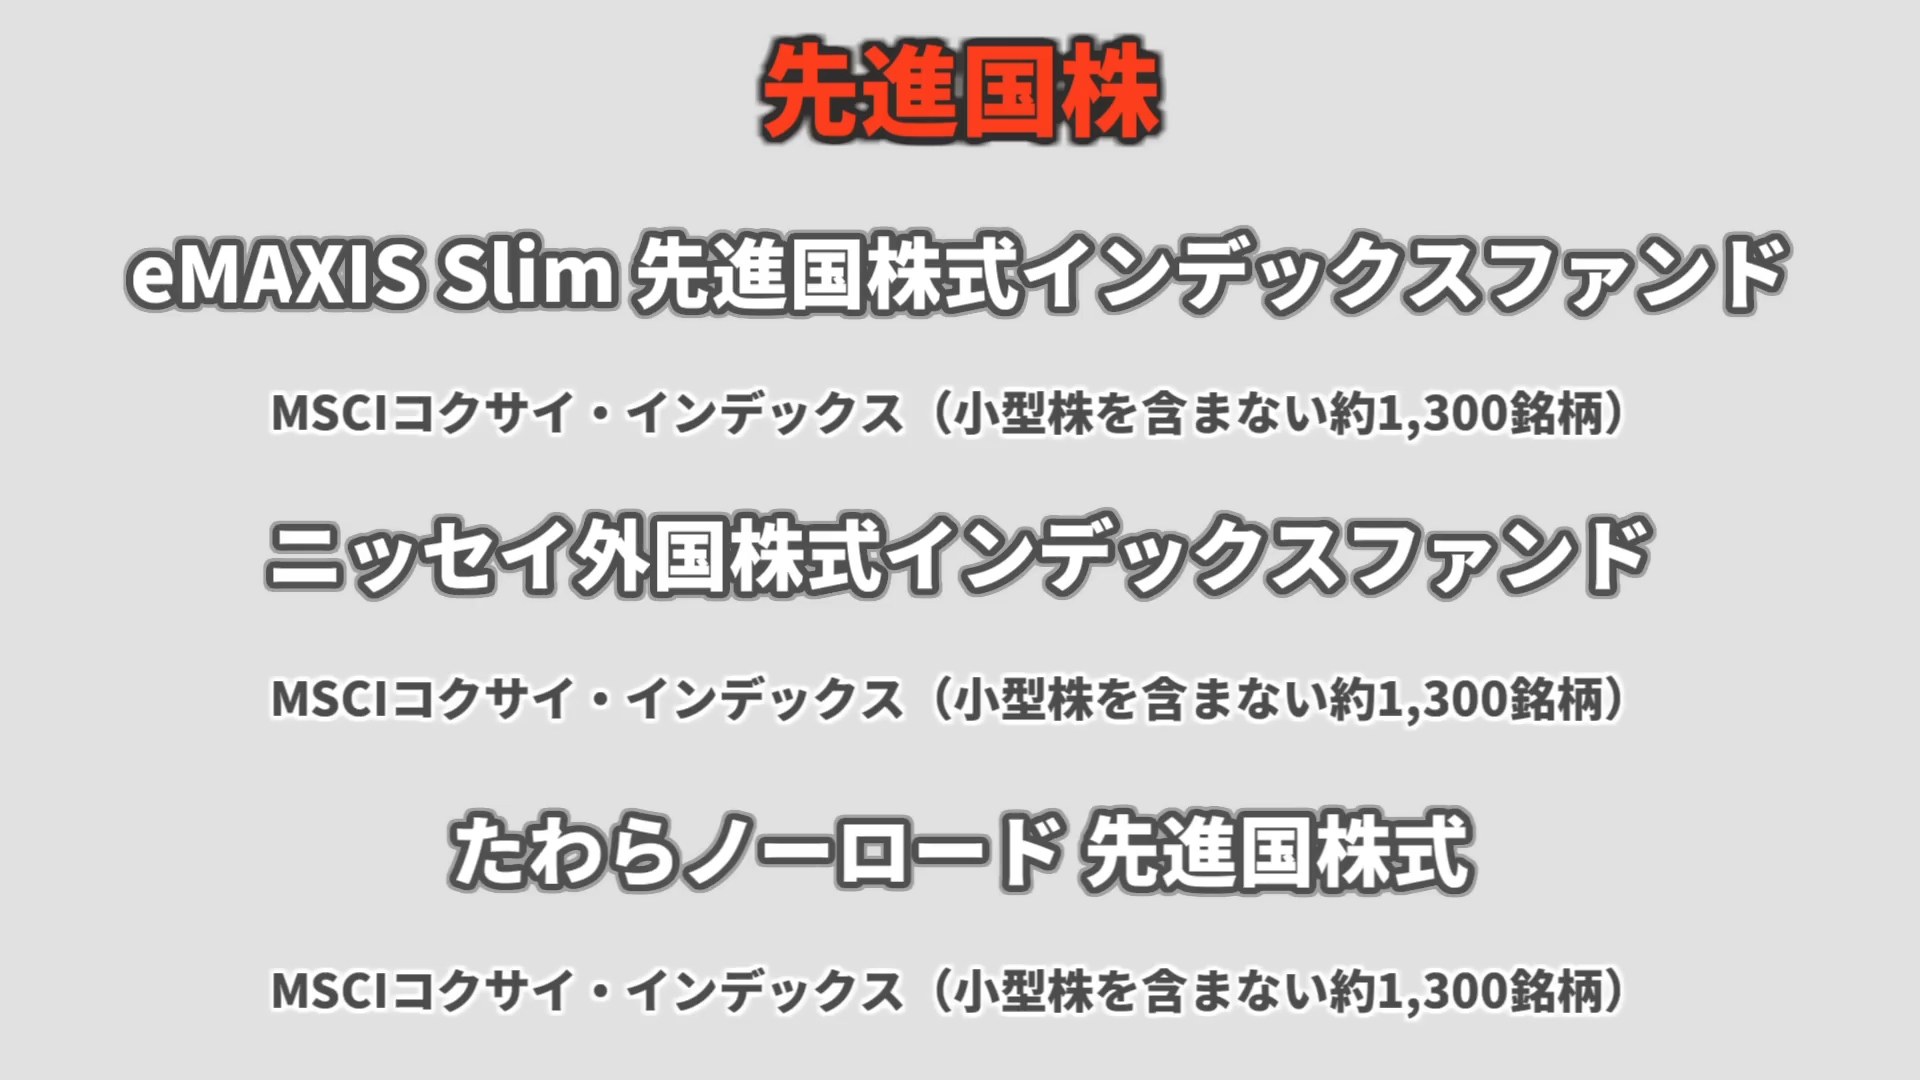 先進国株
eMAXIS Slim 先進国株式インデックスファンド
MSCIコクサイ・インデックス（小型株を含まない約1,300銘柄）
ニッセイ外国株式インデックスファンド
MSCIコクサイ・インデックス（小型株を含まない約1,300銘柄）
たわらノーロード 先進国株式
MSCIコクサイ・インデックス（小型株を含まない約1,300銘柄）